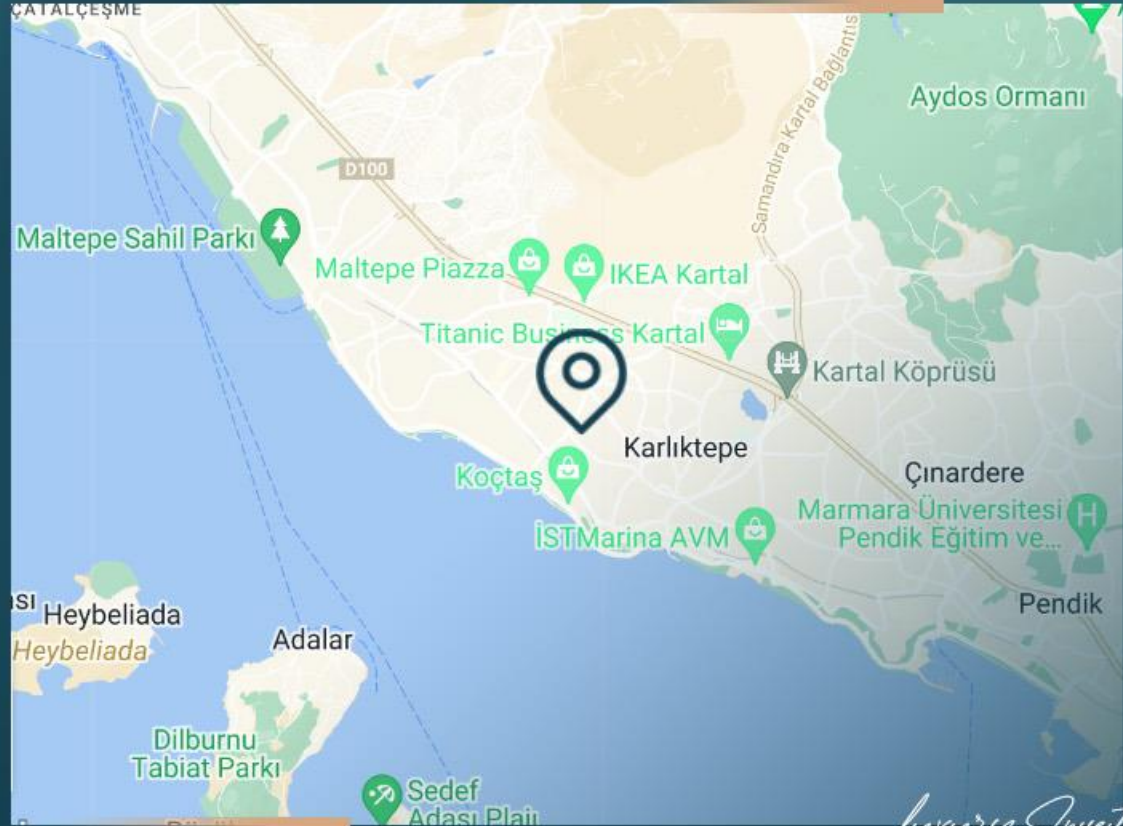 ÇATALÇEŞME
Aydos Ormanı
D100
Samandıra Kartal Bağlantıs
Maltepe Sahil Parkı
Maltepe Piazza
IKEA Kartal
Titanic Business Kartal
Kartal Köprüsü
Karlıktepe
Çınardere
Koçtaş
Marmara Üniversitesi
Pendik Eğitim ve...
İSTMarina AVM
Pendik
ısı
Heybeliada
Heybeliada
Adalar
Dilburnu
Tabiat Parkı
Sedef
Adası Plajı